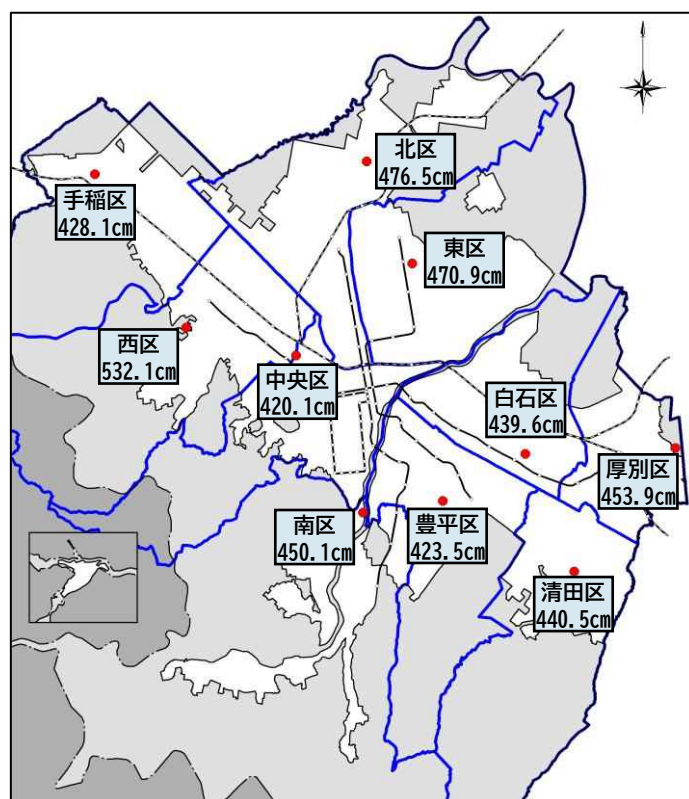 北区
476.5cm
手稲区
428.1cm
東区
470.9cm
西区
532.1cm
中央区
420.1cm
白石区
439.6cm
厚別区
453.9cm
南区
450.1cm
豊平区
423.5cm
清田区
440.5cm